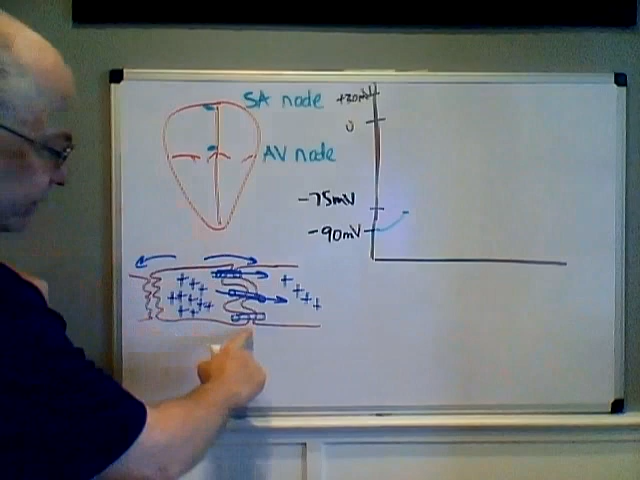 SA node
AV node
+20mV
0
-75mV
-90mV
+ + + + + + + + + + +
+ + + +